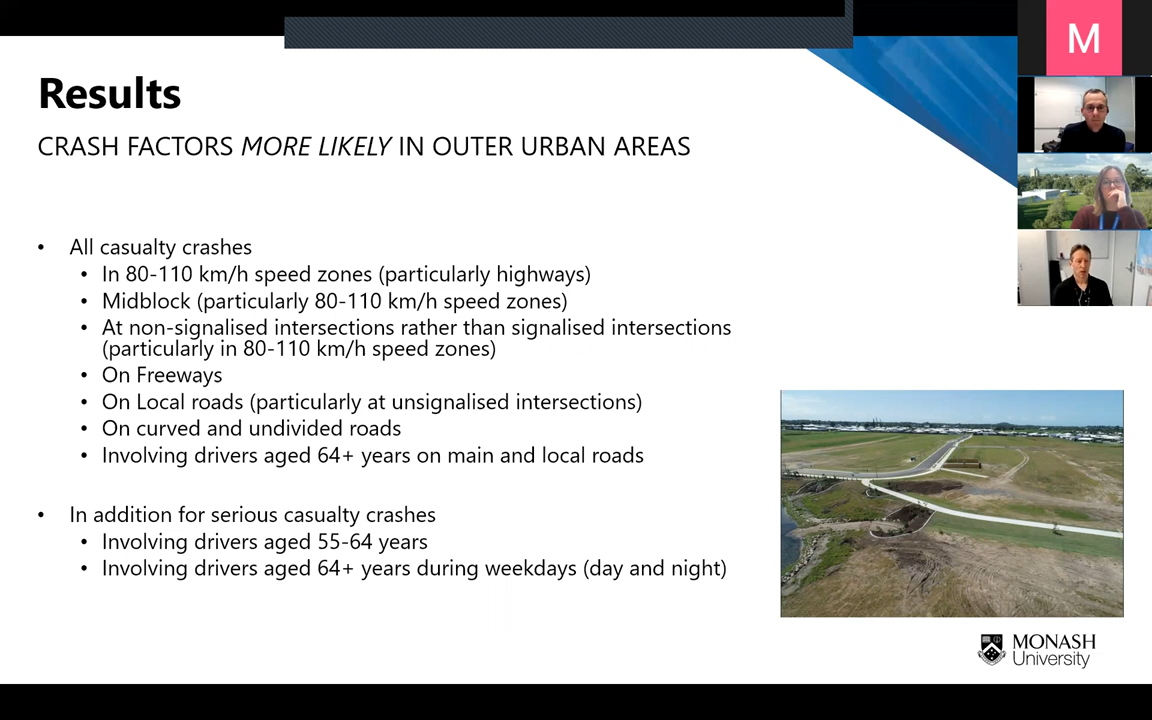 M
Results
CRASH FACTORS MORE LIKELY IN OUTER URBAN AREAS
• All casualty crashes
• In 80-110 km/h speed zones (particularly highways)
• Midblock (particularly 80-110 km/h speed zones)
• At non-signalised intersections rather than signalised intersections
(particularly in 80-110 km/h speed zones)
• On Freeways
• On Local roads (particularly at unsignalised intersections)
• On curved and undivided roads
• Involving drivers aged 64+ years on main and local roads
• In addition for serious casualty crashes
• Involving drivers aged 55-64 years
• Involving drivers aged 64+ years during weekdays (day and night)
MONASH
University